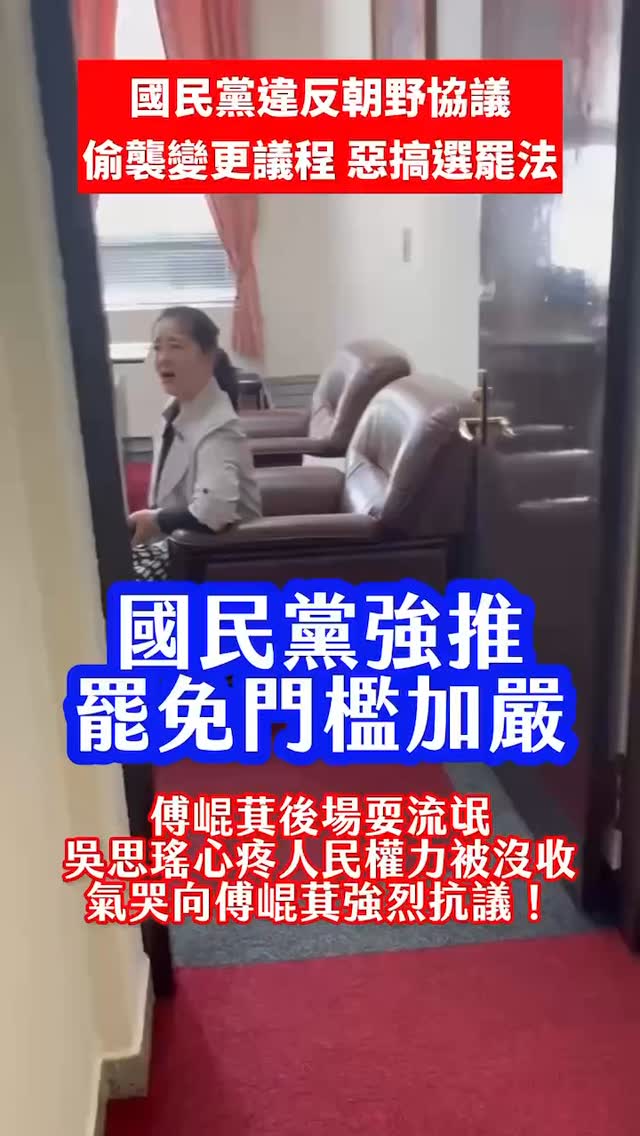 國民黨違反朝野協議
偷襲變更議程 惡搞選罷法
國民黨強推
罷免門檻加嚴
傅崐萁後場耍流氓
吳思瑤心疼人民權力被沒收
氣哭向傅崐萁強烈抗議！